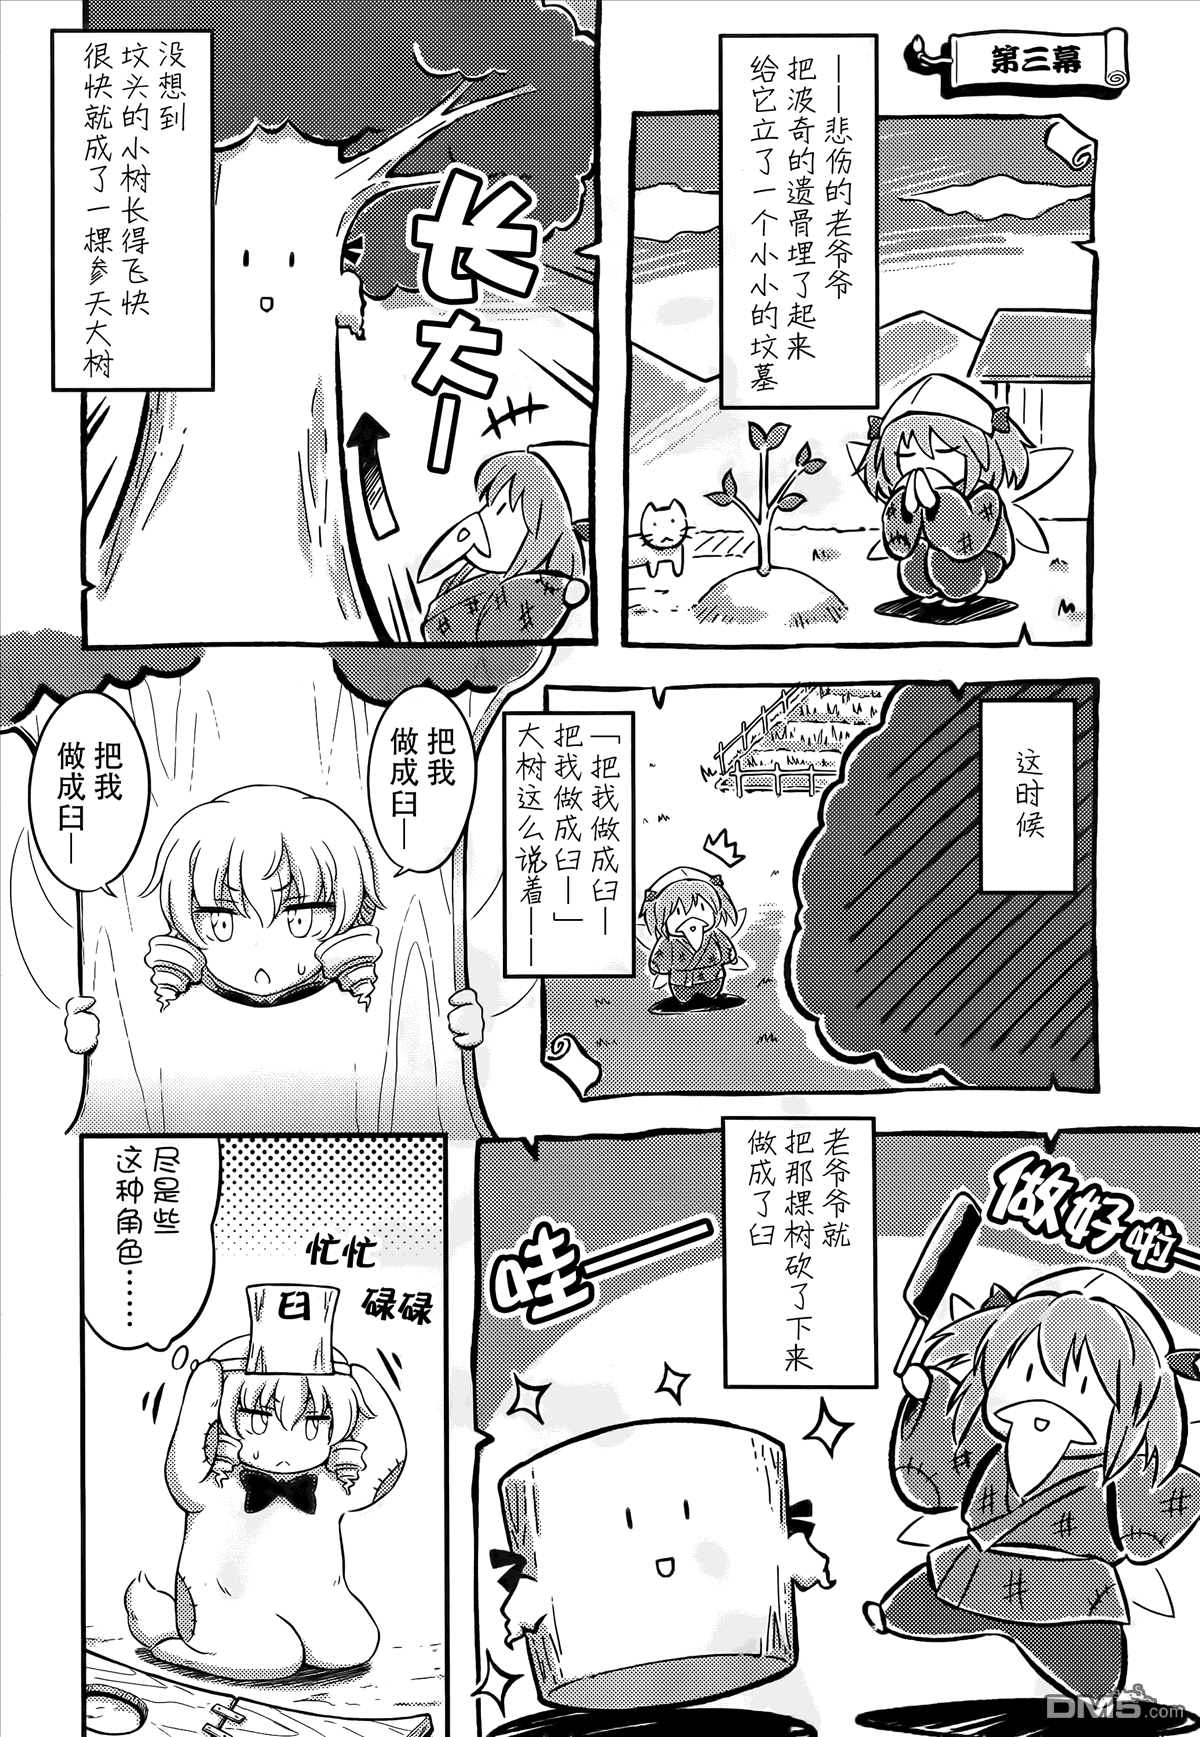 第三幕
——悲伤的老爷爷
把波奇的遗骨埋了起来
给它立了一个小小的坟墓
没想到
坟头的小树长得飞快
很快就成了一棵参天大树
长大—
这时候
「把我做成臼—
把我做成臼—」
大树这么说着——
把我
做成臼—
把我
做成臼—
老爷爷就
把那棵树砍了下来
做成了臼
做好啦—
哇——
尽是些
这种角色……
忙忙
碌碌
臼
DM5.com